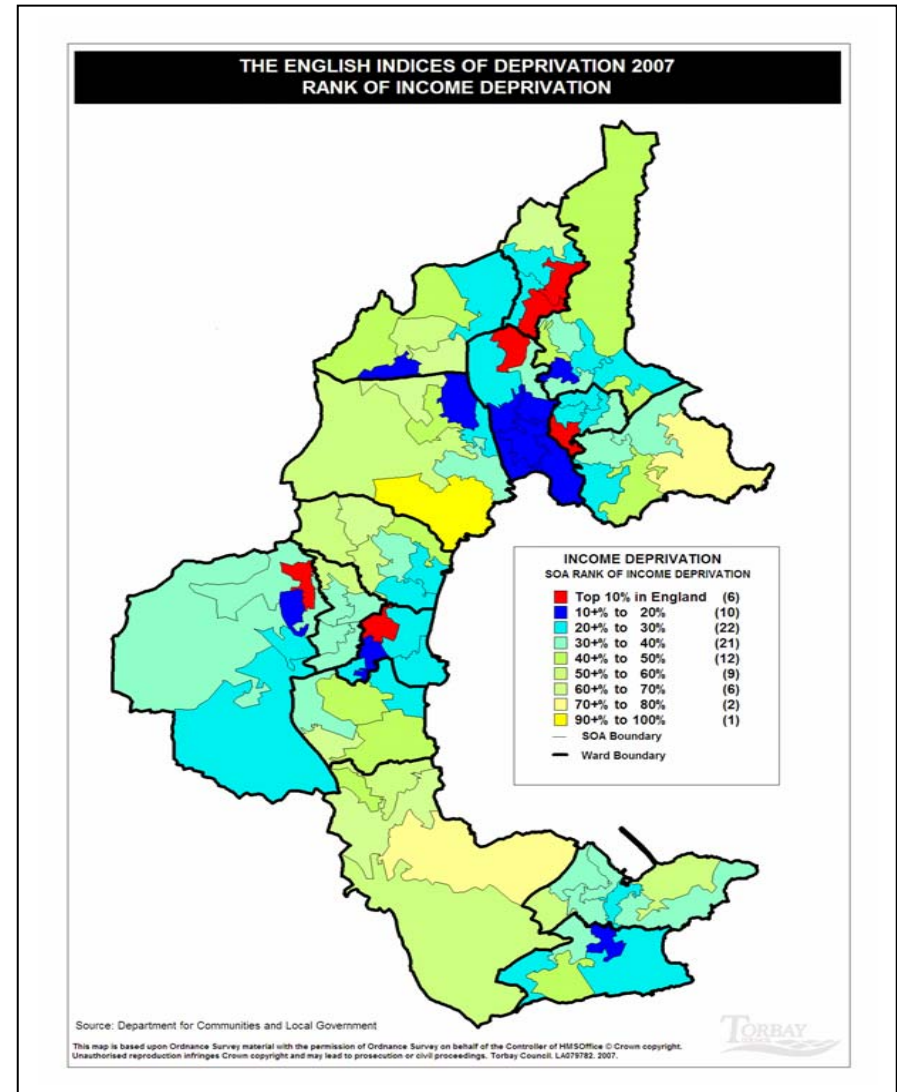 THE ENGLISH INDICES OF DEPRIVATION 2007
RANK OF INCOME DEPRIVATION
INCOME DEPRIVATION
SOA RANK OF INCOME DEPRIVATION
Top 10% in England (6)
10+% to 20% (10)
20+% to 30% (22)
30+% to 40% (21)
40+% to 50% (12)
50+% to 60% (9)
60+% to 70% (6)
70+% to 80% (2)
90+% to 100% (1)
SOA Boundary
Ward Boundary
Source: Department for Communities and Local Government
TORBAY
COUNCIL
This map is based upon Ordnance Survey material with the permission of Ordnance Survey on behalf of the Controller of HMSOffice © Crown copyright.
Unauthorised reproduction infringes Crown copyright and may lead to prosecution or civil proceedings. Torbay Council. LA079782. 2007.